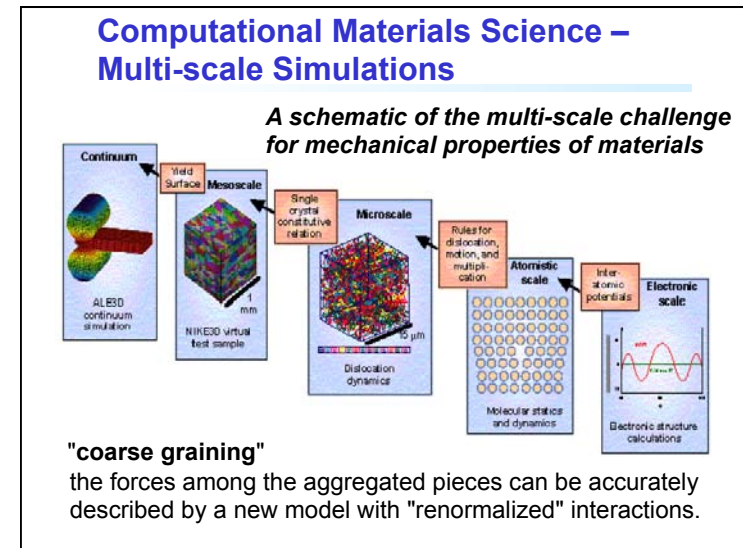 Computational Materials Science –
Multi-scale Simulations
A schematic of the multi-scale challenge
for mechanical properties of materials
Continuum
ALE3D
continuum
simulation
Yield
Surface
Mesoscale
1
mm
NIKE3D virtual
test sample
Single
crystal
constitutive
relation
Microscale
15 μm
Dislocation
dynamics
Rules for
dislocation,
motion, and
multipli-
cation
Atomistic
scale
Molecular statics
and dynamics
Inter-
atomic
potentials
Electronic
scale
Electronic structure
calculations
"coarse graining"
the forces among the aggregated pieces can be accurately
described by a new model with "renormalized" interactions.